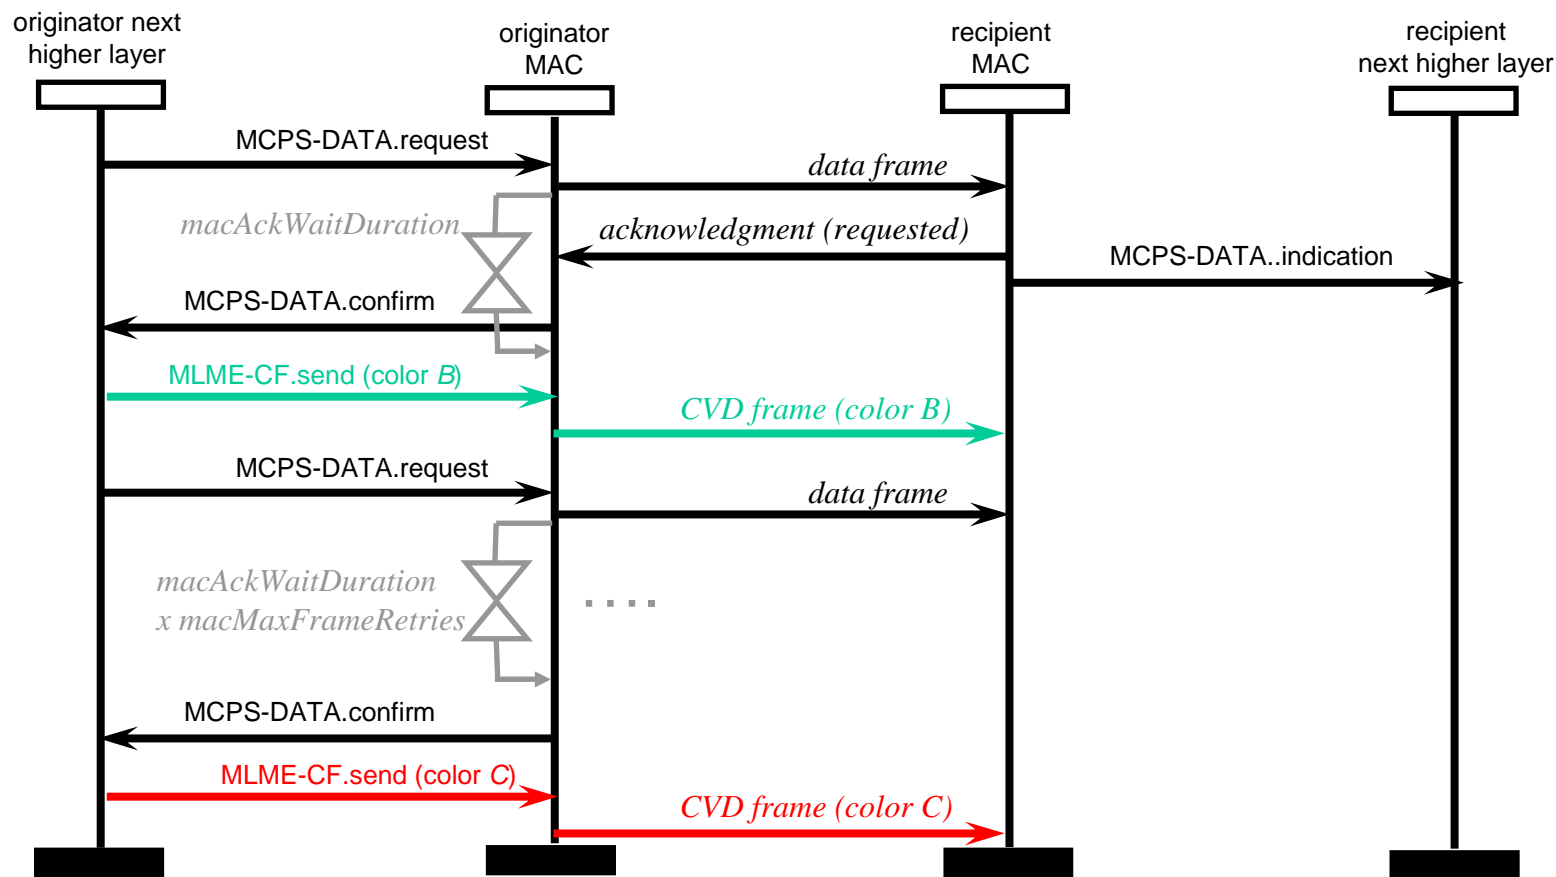 originator next
higher layer
originator
MAC
recipient
MAC
recipient
next higher layer
MCPS-DATA.request
data frame
macAckWaitDuration
acknowledgment (requested)
MCPS-DATA..indication
MCPS-DATA.confirm
MLME-CF.send (color B)
CVD frame (color B)
MCPS-DATA.request
data frame
macAckWaitDuration
x macMaxFrameRetries
....
MCPS-DATA.confirm
MLME-CF.send (color C)
CVD frame (color C)